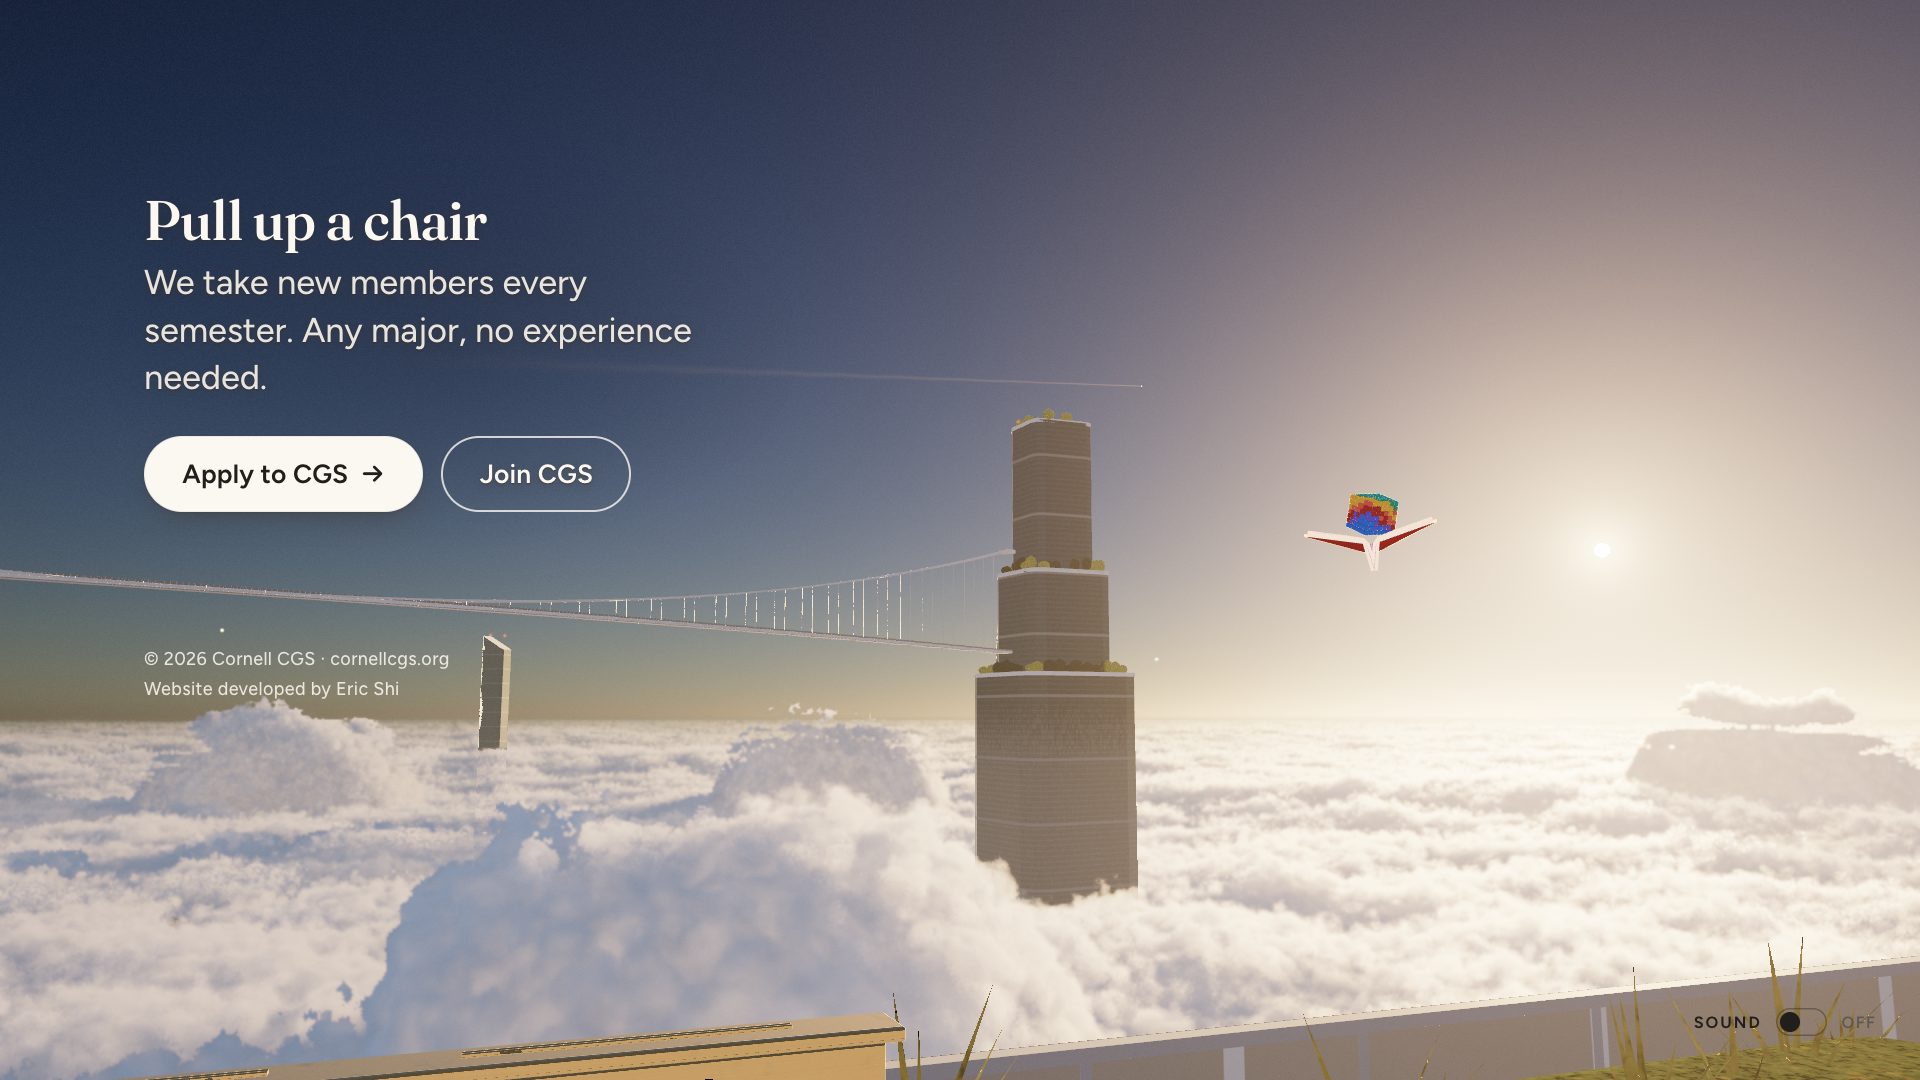 Pull up a chair
We take new members every
semester. Any major, no experience
needed.
Apply to CGS →
Join CGS
© 2026 Cornell CGS · cornellcgs.org
Website developed by Eric Shi
SOUND OFF